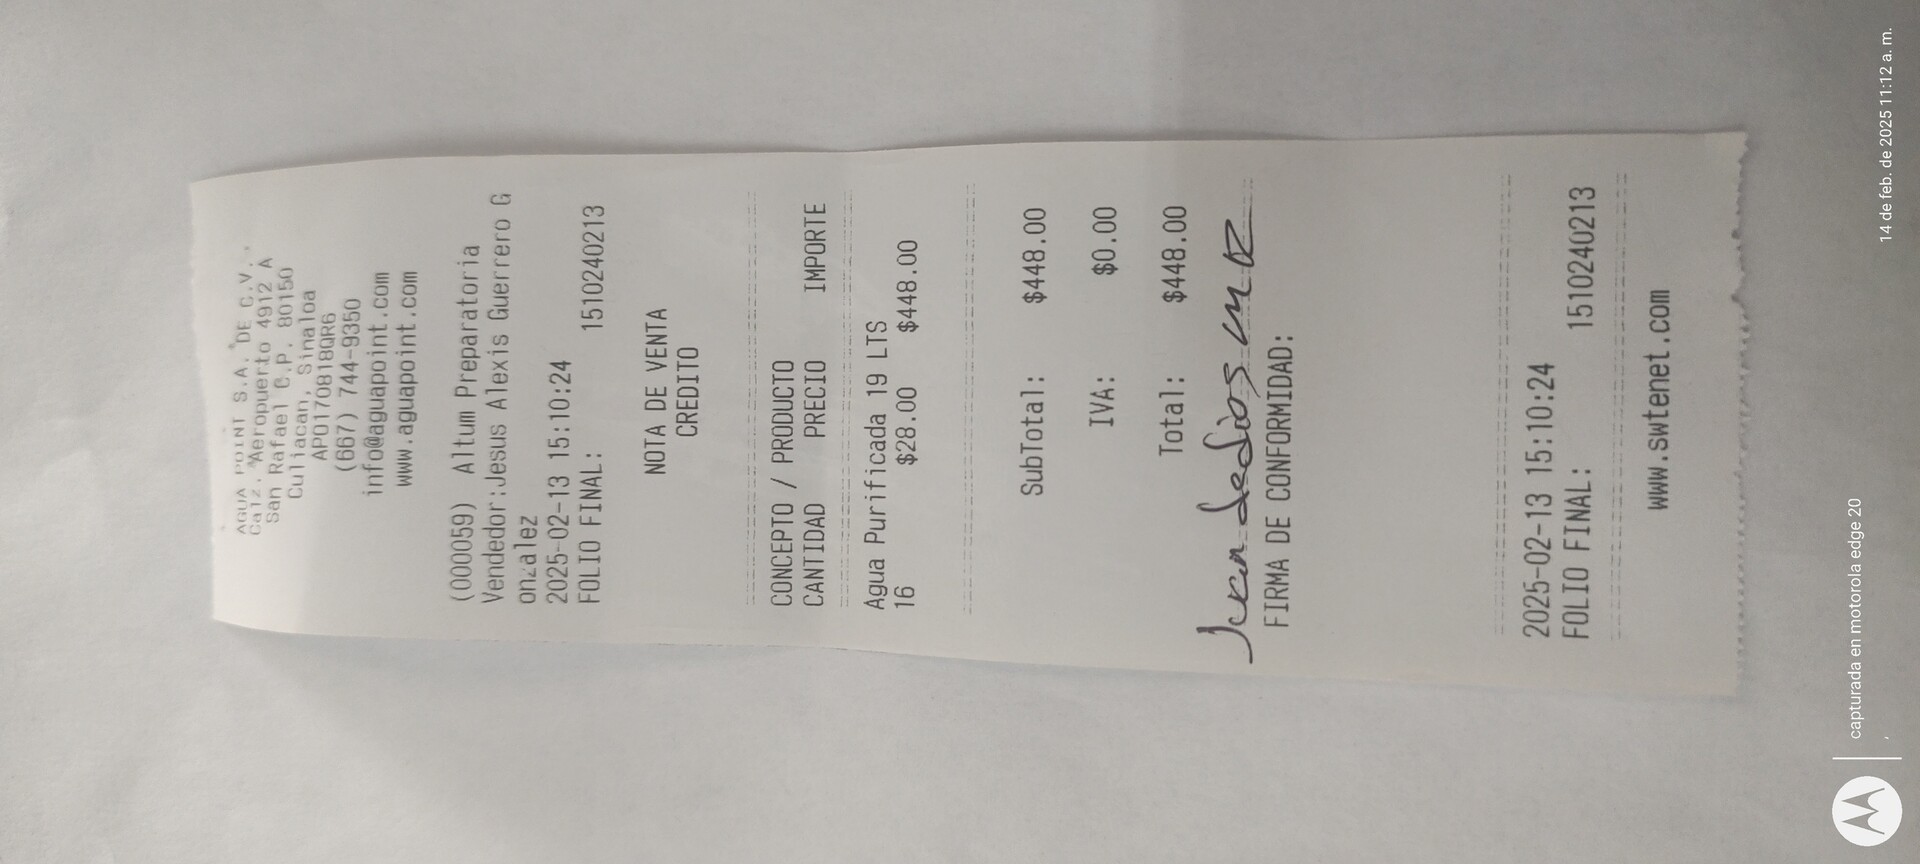 AGUA POINT S.A. DE C.V.
Calz. Aeropuerto 4912 A
San Rafael C.P. 80150
Culiacan, Sinaloa
APO170818QR6
(667) 744-9350
info@aguapoint.com
www.aguapoint.com
(000059) Altum Preparatoria
Vendedor:Jesus Alexis Guerrero G
onzalez
2025-02-13 15:10:24
FOLIO FINAL: 1510240213
NOTA DE VENTA
CREDITO
CONCEPTO / PRODUCTO
CANTIDAD PRECIO IMPORTE
Agua Purificada 19 LTS
16 $28.00 $448.00
SubTotal: $448.00
IVA: $0.00
Total: $448.00
FIRMA DE CONFORMIDAD:
2025-02-13 15:10:24
FOLIO FINAL: 1510240213
www.swtenet.com
capturada en motorola edge 20
14 de feb. de 2025 11:12 a. m.